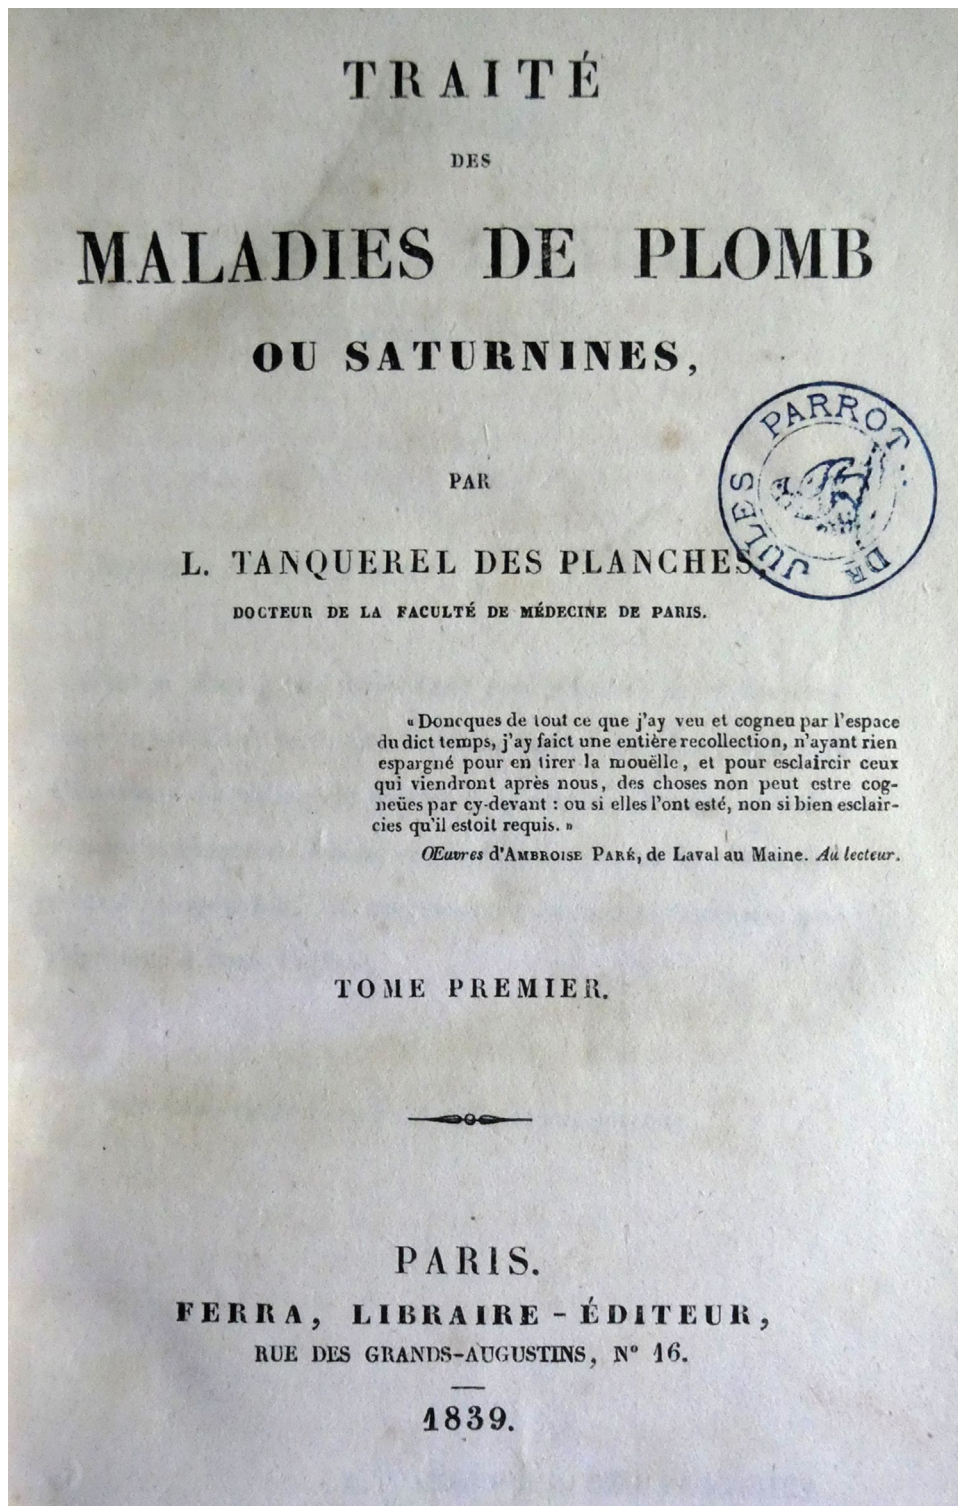 TRAITÉ
DES
MALADIES DE PLOMB
OU SATURNINES,
PAR
L. TANQUEREL DES PLANCHES,
DOCTEUR DE LA FACULTÉ DE MÉDECINE DE PARIS.
DR JULES PARROT
« Doncques de tout ce que j'ay veu et cogneu par l'espace
du dict temps, j'ay faict une entière recollection, n'ayant rien
espargné pour en tirer la mouëlle, et pour esclaircir ceux
qui viendront après nous, des choses non peut estre cog-
neües par cy-devant : ou si elles l'ont esté, non si bien esclair-
cies qu'il estoit requis. »
Œuvres d'AMBROISE PARÉ, de Laval au Maine. Au lecteur.
TOME PREMIER.
PARIS.
FERRA, LIBRAIRE-ÉDITEUR,
RUE DES GRANDS-AUGUSTINS, N° 16.
1839.